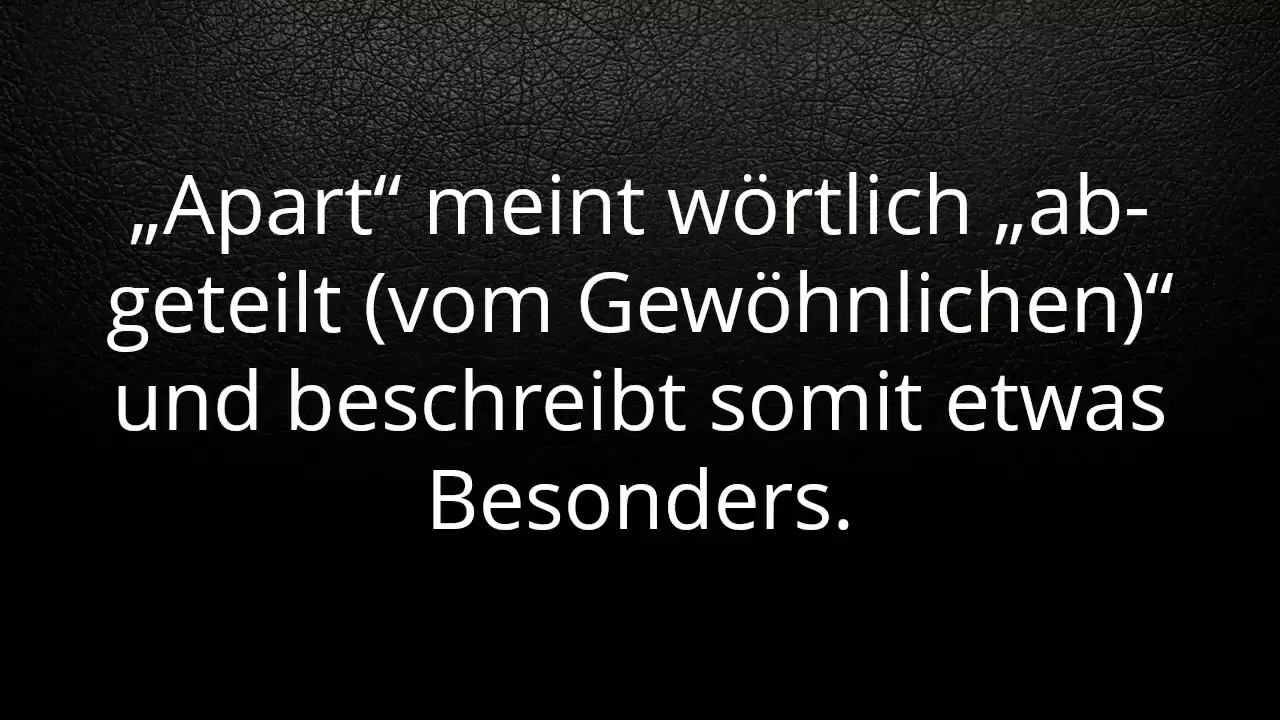 „Apart“ meint wörtlich „ab-
geteilt (vom Gewöhnlichen)“
und beschreibt somit etwas
Besonders.